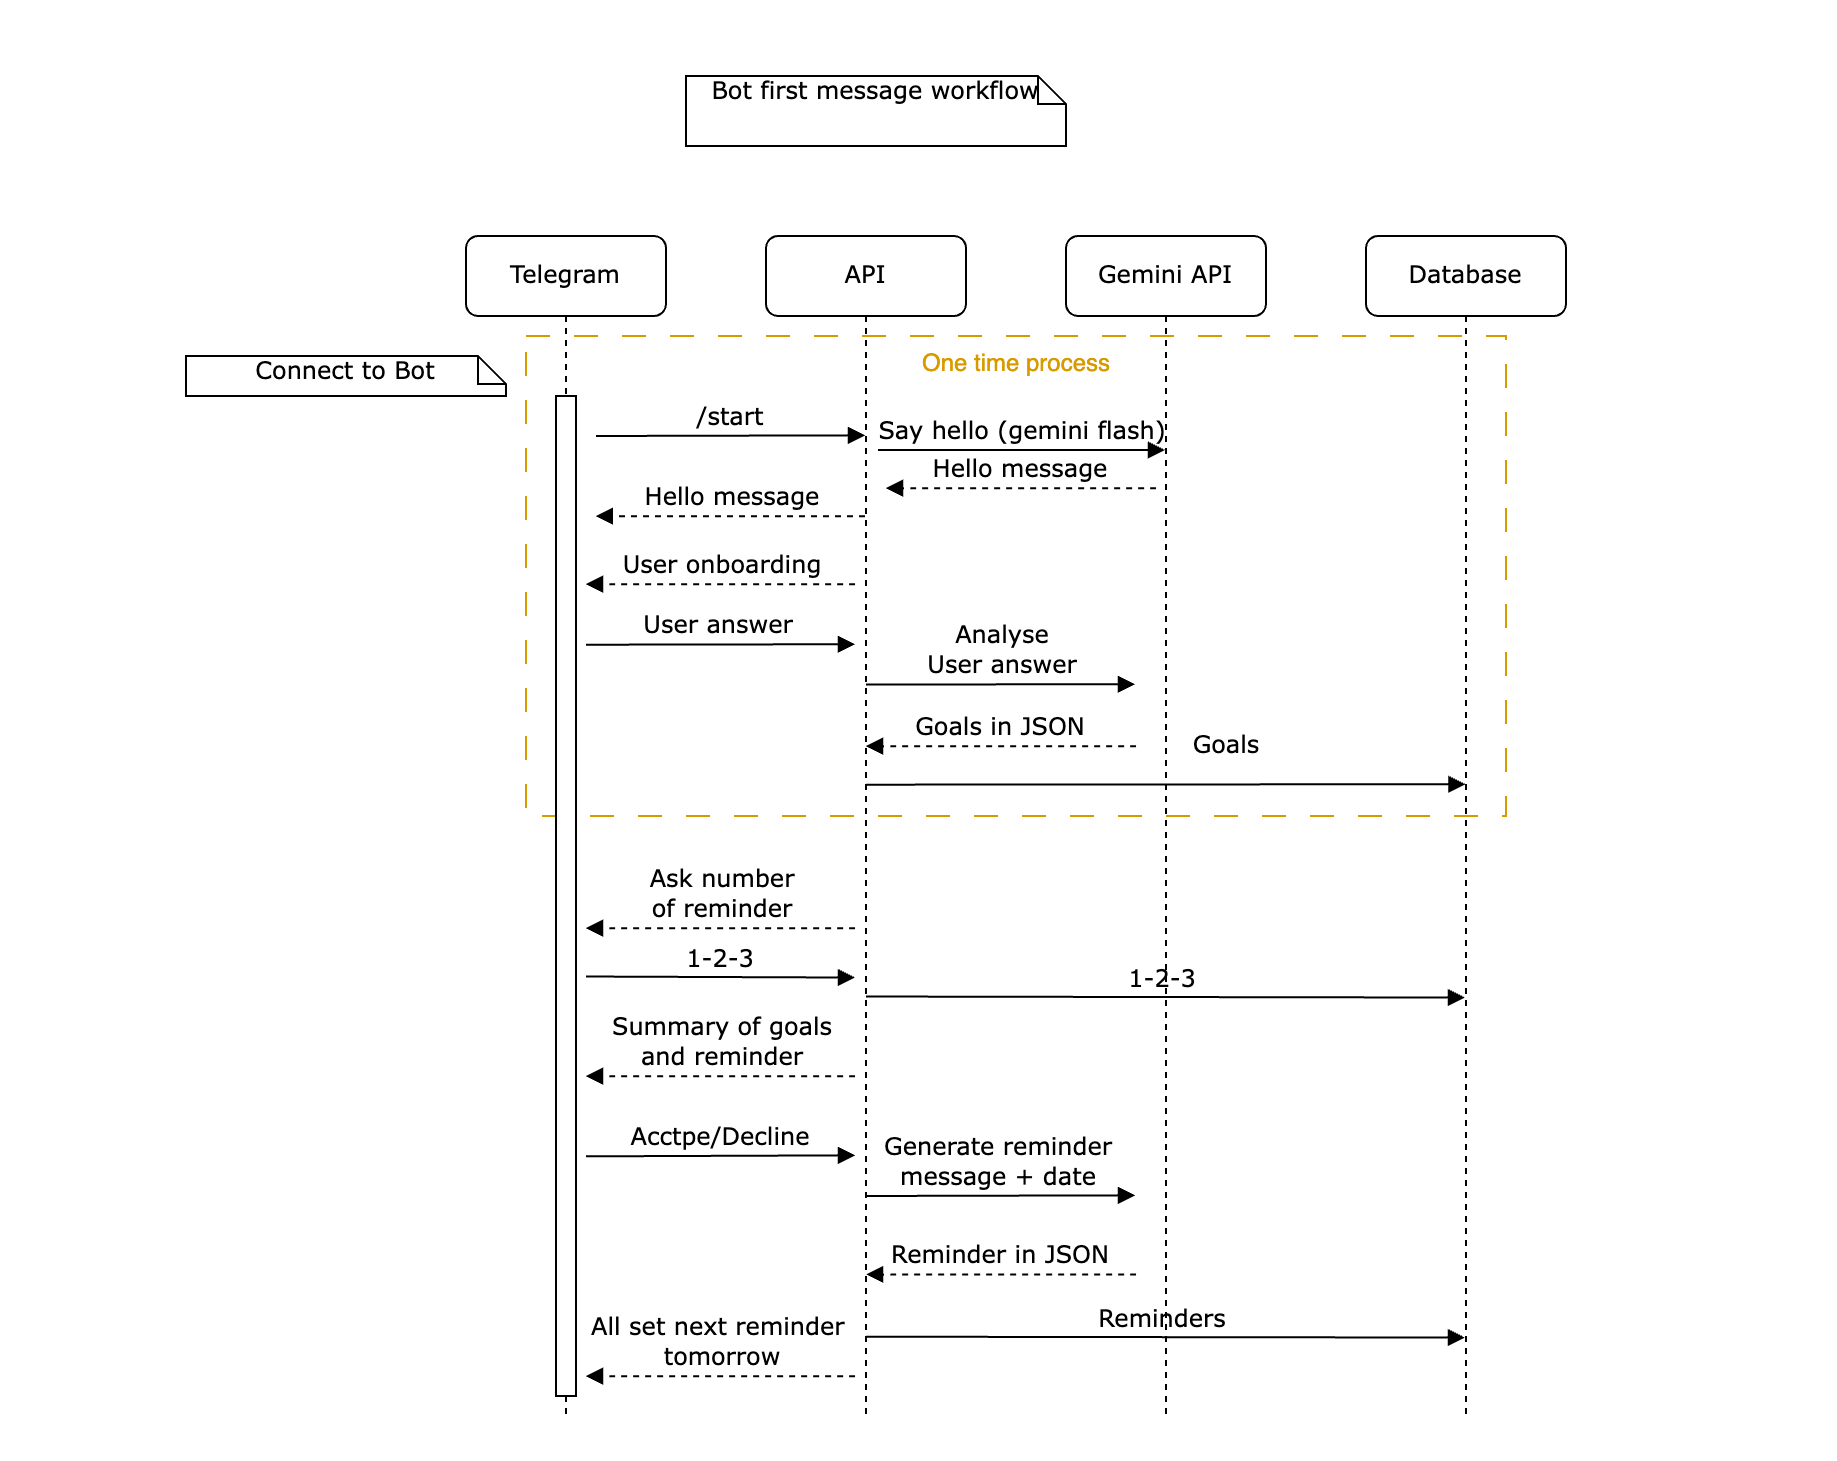 Bot first message workflow
Telegram
API
Gemini API
Database
One time process
Connect to Bot
/start
Say hello (gemini flash)
Hello message
Hello message
User onboarding
User answer
Analyse
User answer
Goals in JSON
Goals
Ask number
of reminder
1-2-3
1-2-3
Summary of goals
and reminder
Acctpe/Decline
Generate reminder
message + date
Reminder in JSON
Reminders
All set next reminder
tomorrow